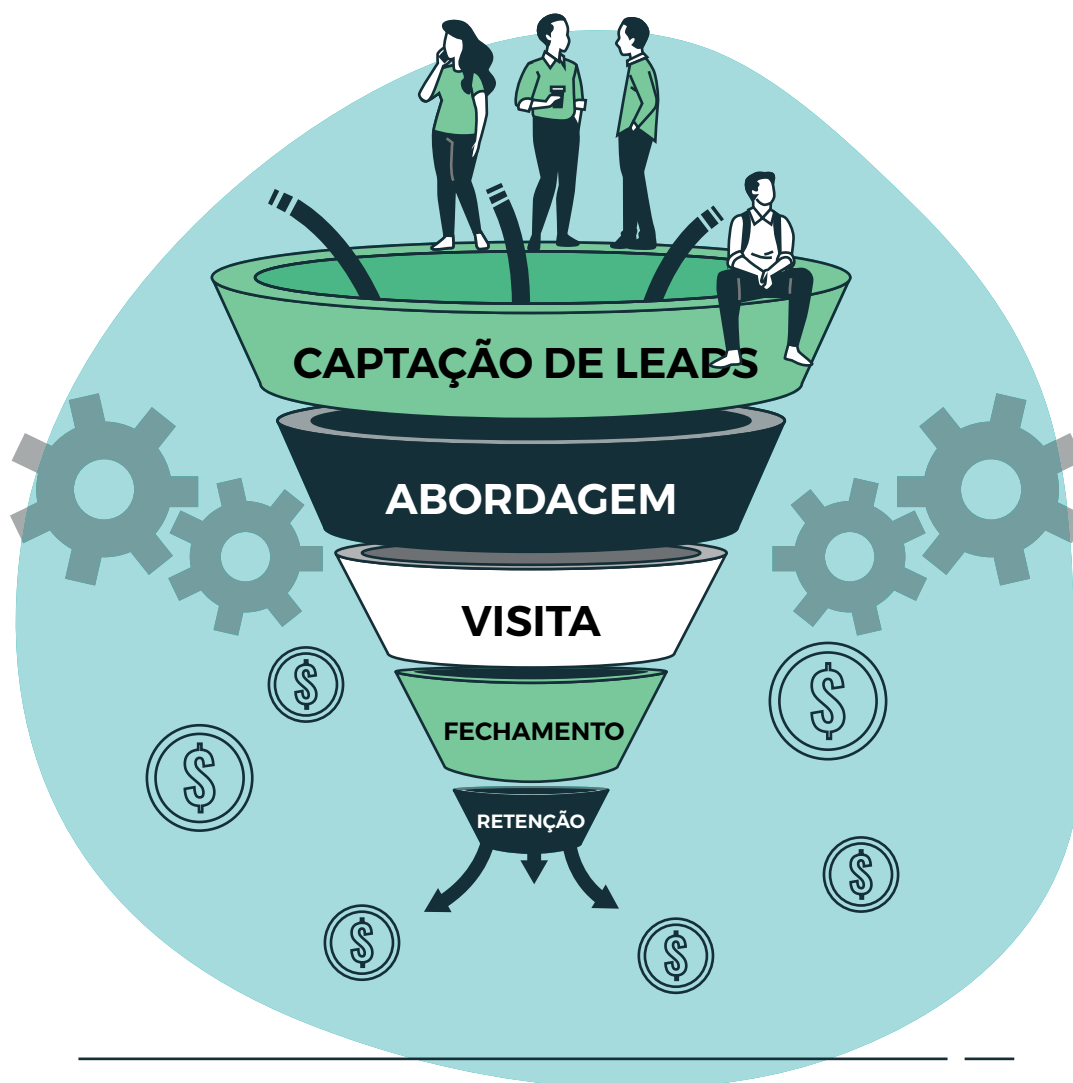 CAPTAÇÃO DE LEADS
ABORDAGEM
VISITA
FECHAMENTO
RETENÇÃO
$
$
$
$
$
$